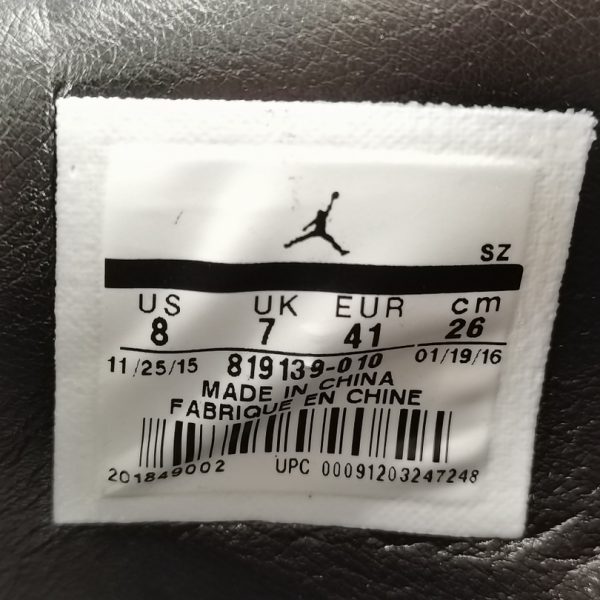 SZ
US UK EUR cm
8 7 41 26
11/25/15 819139-010 01/19/16
MADE IN CHINA
FABRIQUE EN CHINE
201849002 UPC 00091203247248